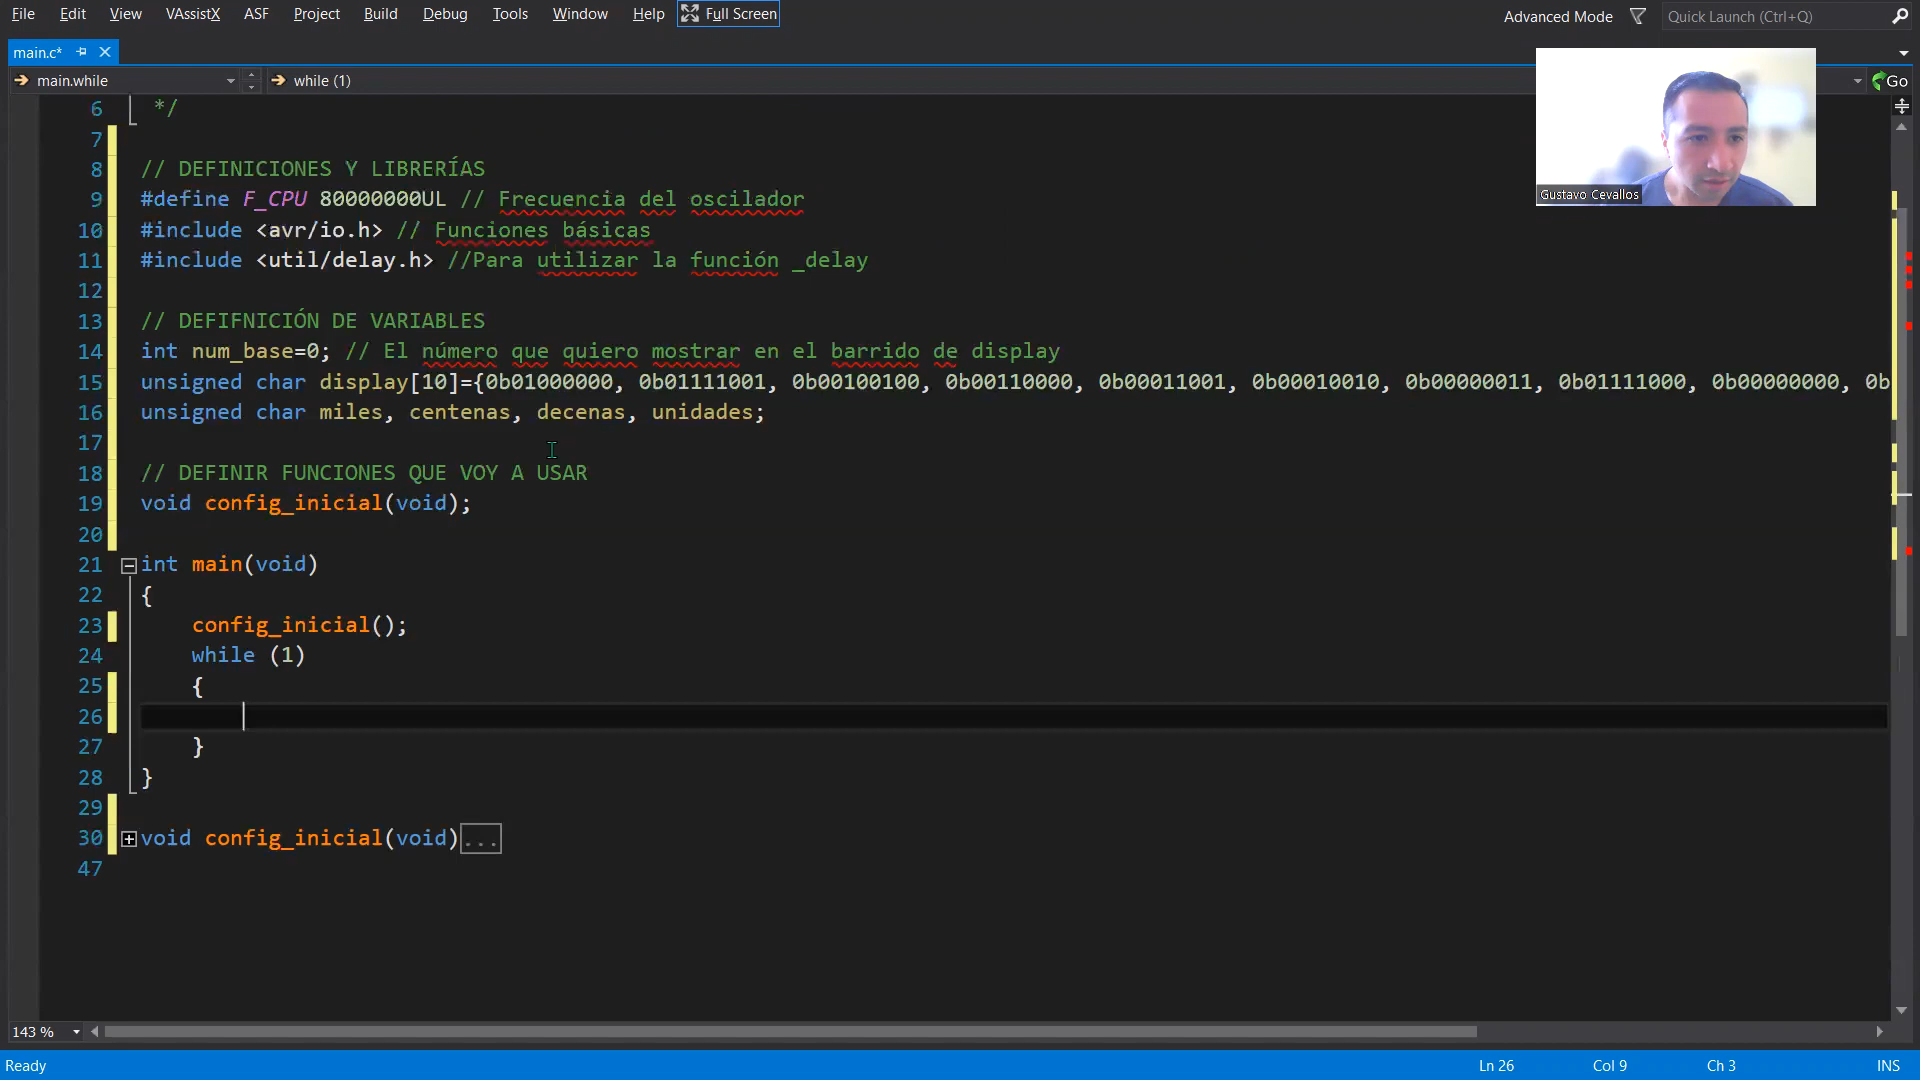 File Edit View VAssistX ASF Project Build Debug Tools Window Help Full Screen Advanced Mode Quick Launch (Ctrl+Q)
main.c*
main.while while (1) Go
Gustavo Cevallos
6 */
7
8 // DEFINICIONES Y LIBRERÍAS
9 #define F_CPU 80000000UL // Frecuencia del oscilador
10 #include <avr/io.h> // Funciones básicas
11 #include <util/delay.h> //Para utilizar la función _delay
12
13 // DEFIFNICIÓN DE VARIABLES
14 int num_base=0; // El número que quiero mostrar en el barrido de display
15 unsigned char display[10]={0b01000000, 0b01111001, 0b00100100, 0b00110000, 0b00011001, 0b00010010, 0b00000011, 0b01111000, 0b00000000, 0b
16 unsigned char miles, centenas, decenas, unidades;
17
18 // DEFINIR FUNCIONES QUE VOY A USAR
19 void config_inicial(void);
20
21 int main(void)
22 {
23 config_inicial();
24 while (1)
25 {
26
27 }
28 }
29
30 void config_inicial(void)...
47
143 %
Ready Ln 26 Col 9 Ch 3 INS